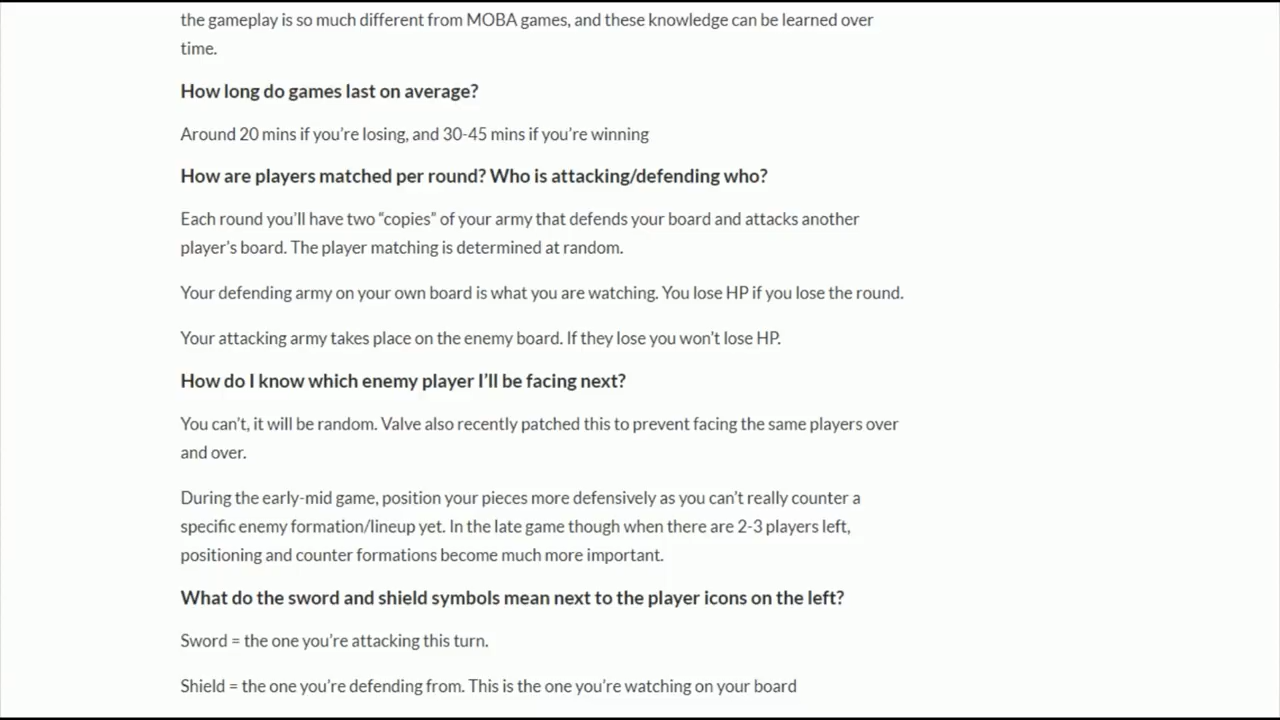 the gameplay is so much different from MOBA games, and these knowledge can be learned over
time.
How long do games last on average?
Around 20 mins if you're losing, and 30-45 mins if you're winning
How are players matched per round? Who is attacking/defending who?
Each round you'll have two “copies” of your army that defends your board and attacks another
player's board. The player matching is determined at random.
Your defending army on your own board is what you are watching. You lose HP if you lose the round.
Your attacking army takes place on the enemy board. If they lose you won't lose HP.
How do I know which enemy player I'll be facing next?
You can't, it will be random. Valve also recently patched this to prevent facing the same players over
and over.
During the early-mid game, position your pieces more defensively as you can't really counter a
specific enemy formation/lineup yet. In the late game though when there are 2-3 players left,
positioning and counter formations become much more important.
What do the sword and shield symbols mean next to the player icons on the left?
Sword = the one you're attacking this turn.
Shield = the one you're defending from. This is the one you're watching on your board